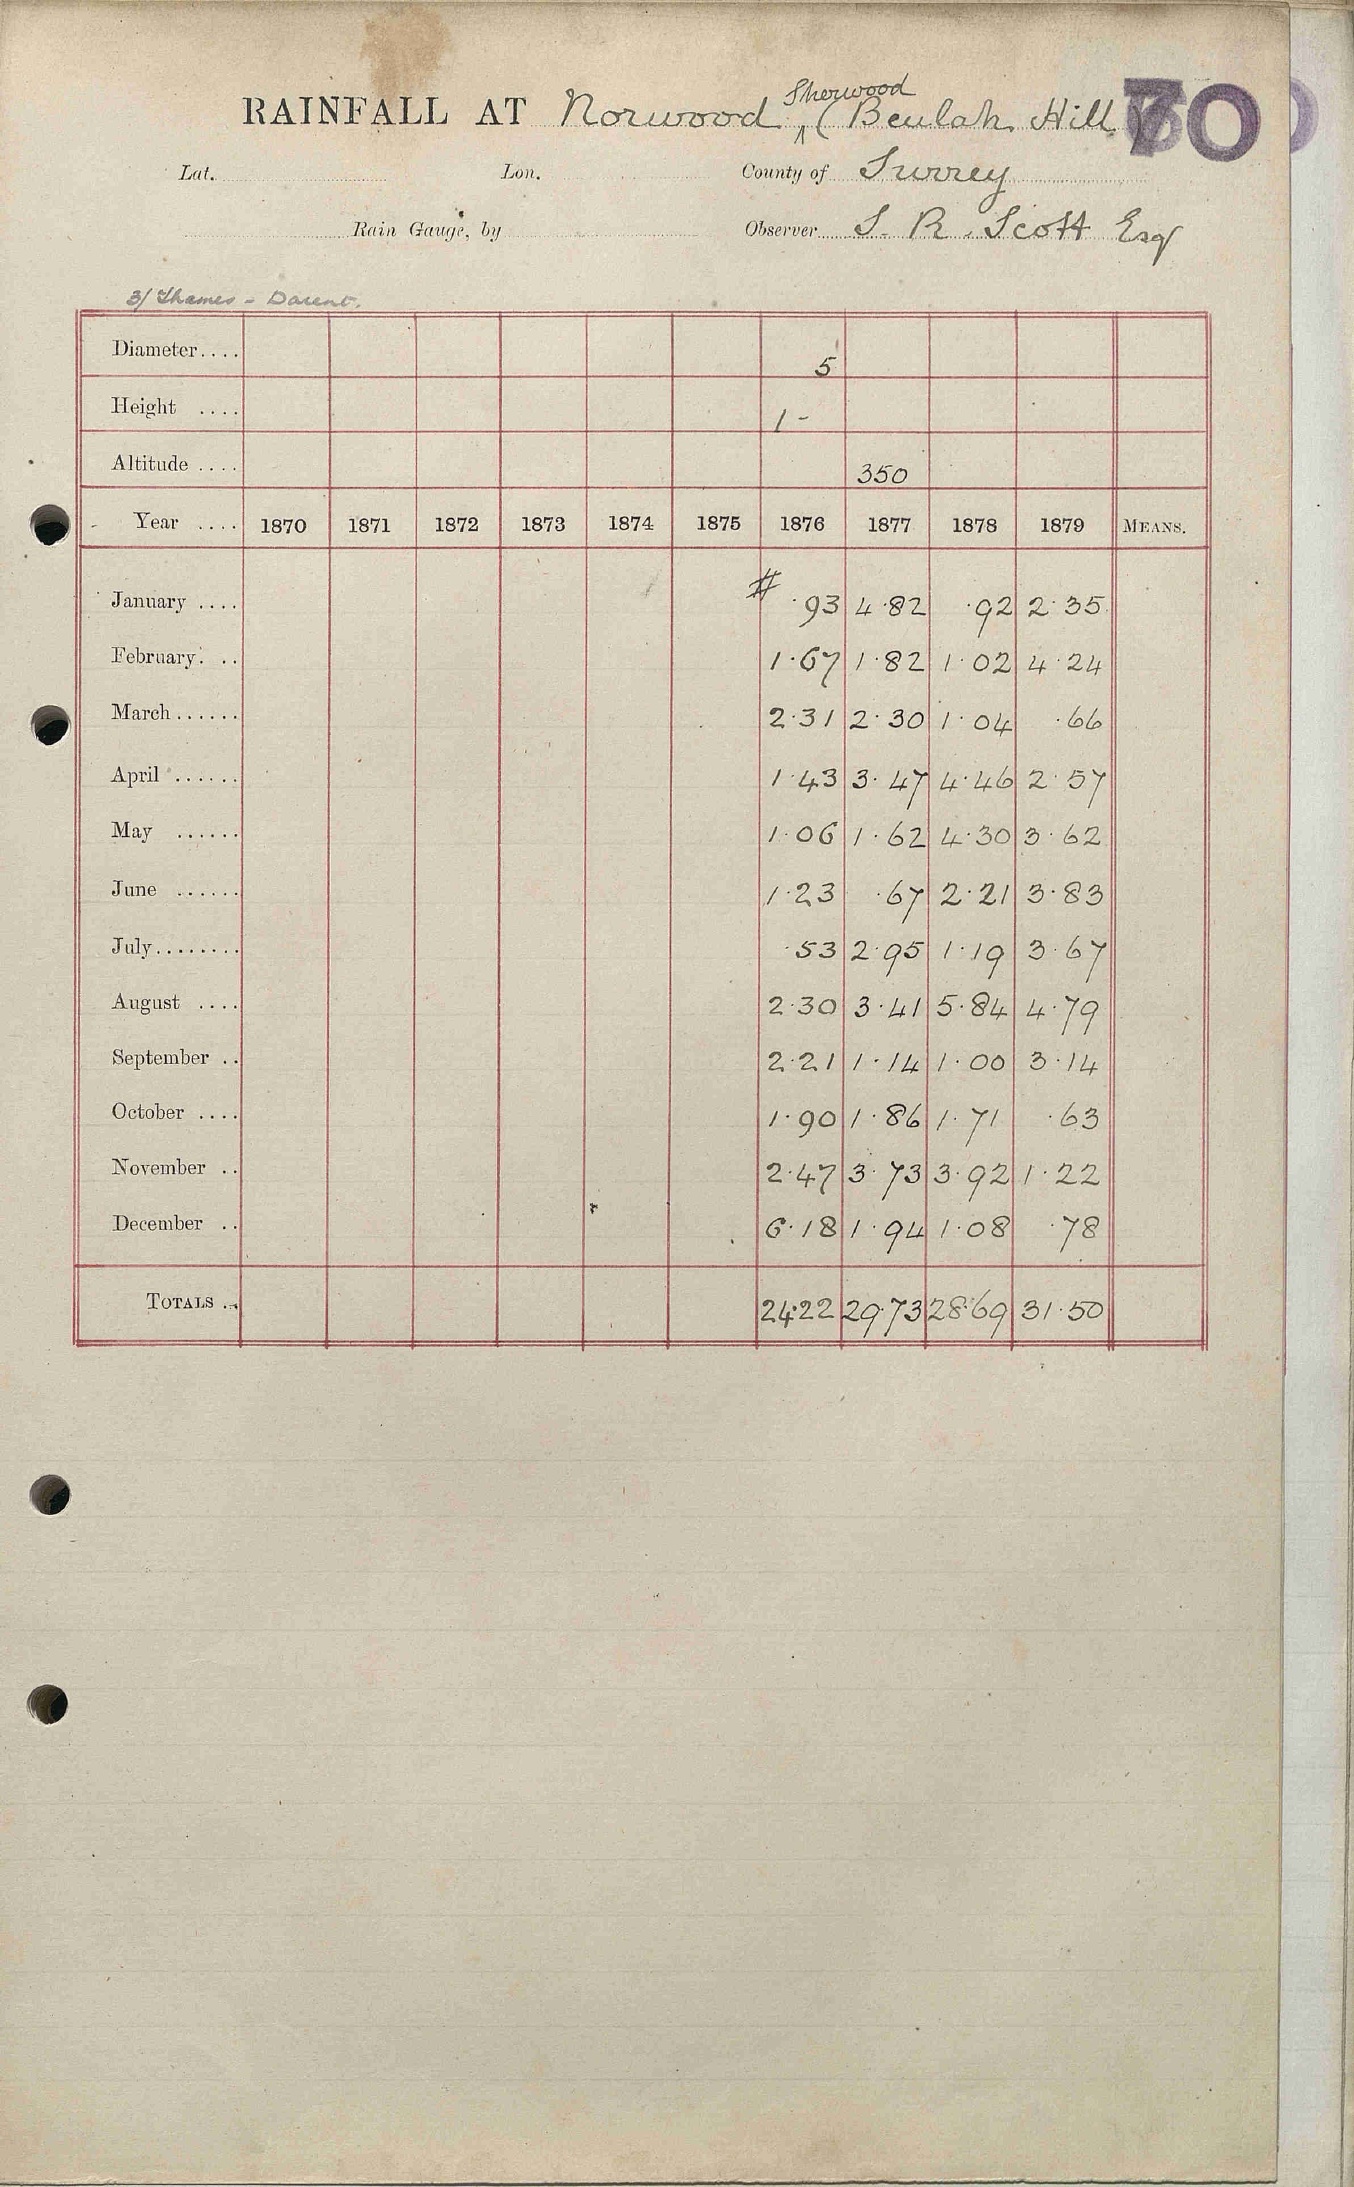 Sherwood
RAINFALL AT Norwood ^ (Beulah Hill) 70
Lat. Lon. County of Surrey
Rain Gauge, by Observer S. R. Scott Esq
3/ Thames - Darent.
Diameter.... 5
Height .... 1 -
Altitude .... 350
Year .... 1870 1871 1872 1873 1874 1875 1876 1877 1878 1879 MEANS.
January .... # ·93 4·82 ·92 2·35
February. .. 1·67 1·82 1·02 4·24
March...... 2·31 2·30 1·04 ·66
April ...... 1·43 3·47 4·46 2·57
May ...... 1·06 1·62 4·30 3·62
June ...... 1·23 ·67 2·21 3·83
July........ ·53 2·95 1·19 3·67
August .... 2·30 3·41 5·84 4·79
September .. 2·21 1·14 1·00 3·14
October .... 1·90 1·86 1·71 ·63
November .. 2·47 3·73 3·92 1·22
December .. 6·18 1·94 1·08 ·78
TOTALS .. 24·22 29·73 28·69 31·50